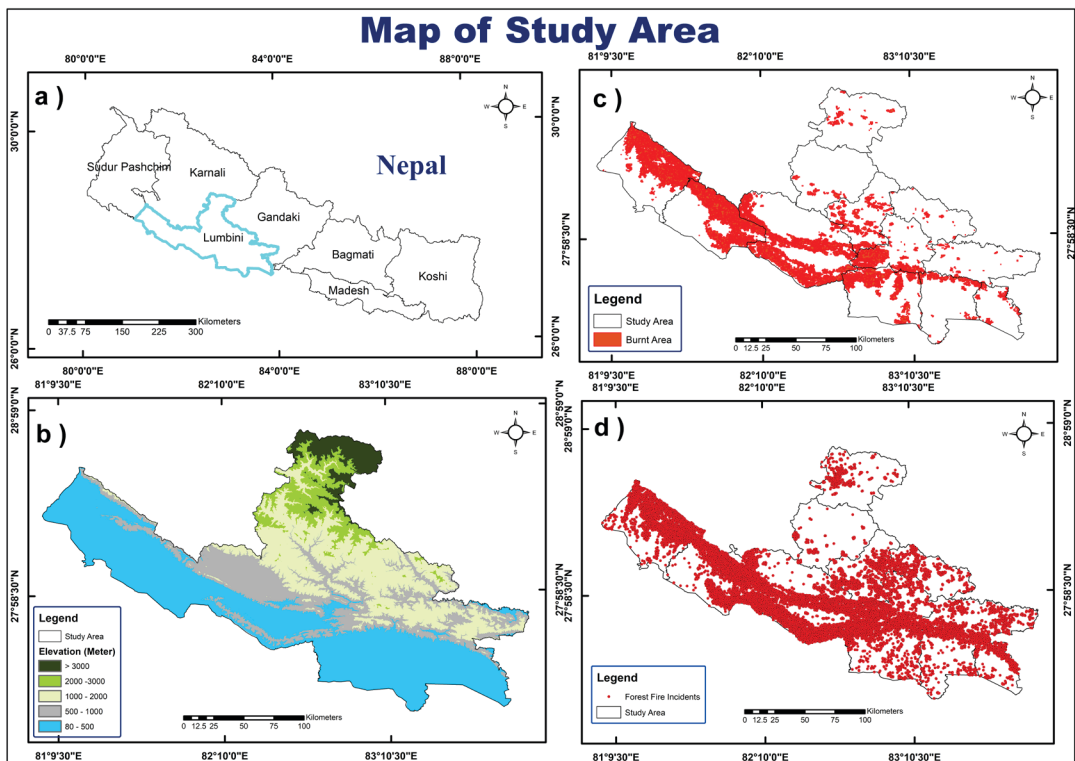 Map of Study Area
a )
80°0'0"E
84°0'0"E
88°0'0"E
30°0'0"N
26°0'0"N
N
W
E
S
Nepal
Sudur Pashchim
Karnali
Gandaki
Lumbini
Bagmati
Madesh
Koshi
Kilometers
0 37.5 75 150 225 300
80°0'0"E
84°0'0"E
88°0'0"E
c )
81°9'30"E
82°10'0"E
83°10'30"E
27°58'30"N
27°58'30"N
N
W
E
S
Legend
Study Area
Burnt Area
Kilometers
0 12.5 25 50 75 100
81°9'30"E
82°10'0"E
83°10'30"E
b )
81°9'30"E
82°10'0"E
83°10'30"E
28°59'0"N
27°58'30"N
N
W
E
S
Legend
Study Area
Elevation (Meter)
> 3000
2000 -3000
1000 - 2000
500 - 1000
80 - 500
Kilometers
0 12.5 25 50 75 100
81°9'30"E
82°10'0"E
83°10'30"E
d )
81°9'30"E
82°10'0"E
83°10'30"E
28°59'0"N
28°59'0"N
27°58'30"N
27°58'30"N
N
W
E
S
Legend
Forest Fire Incidents
Study Area
Kilometers
0 12.5 25 50 75 100
81°9'30"E
82°10'0"E
83°10'30"E